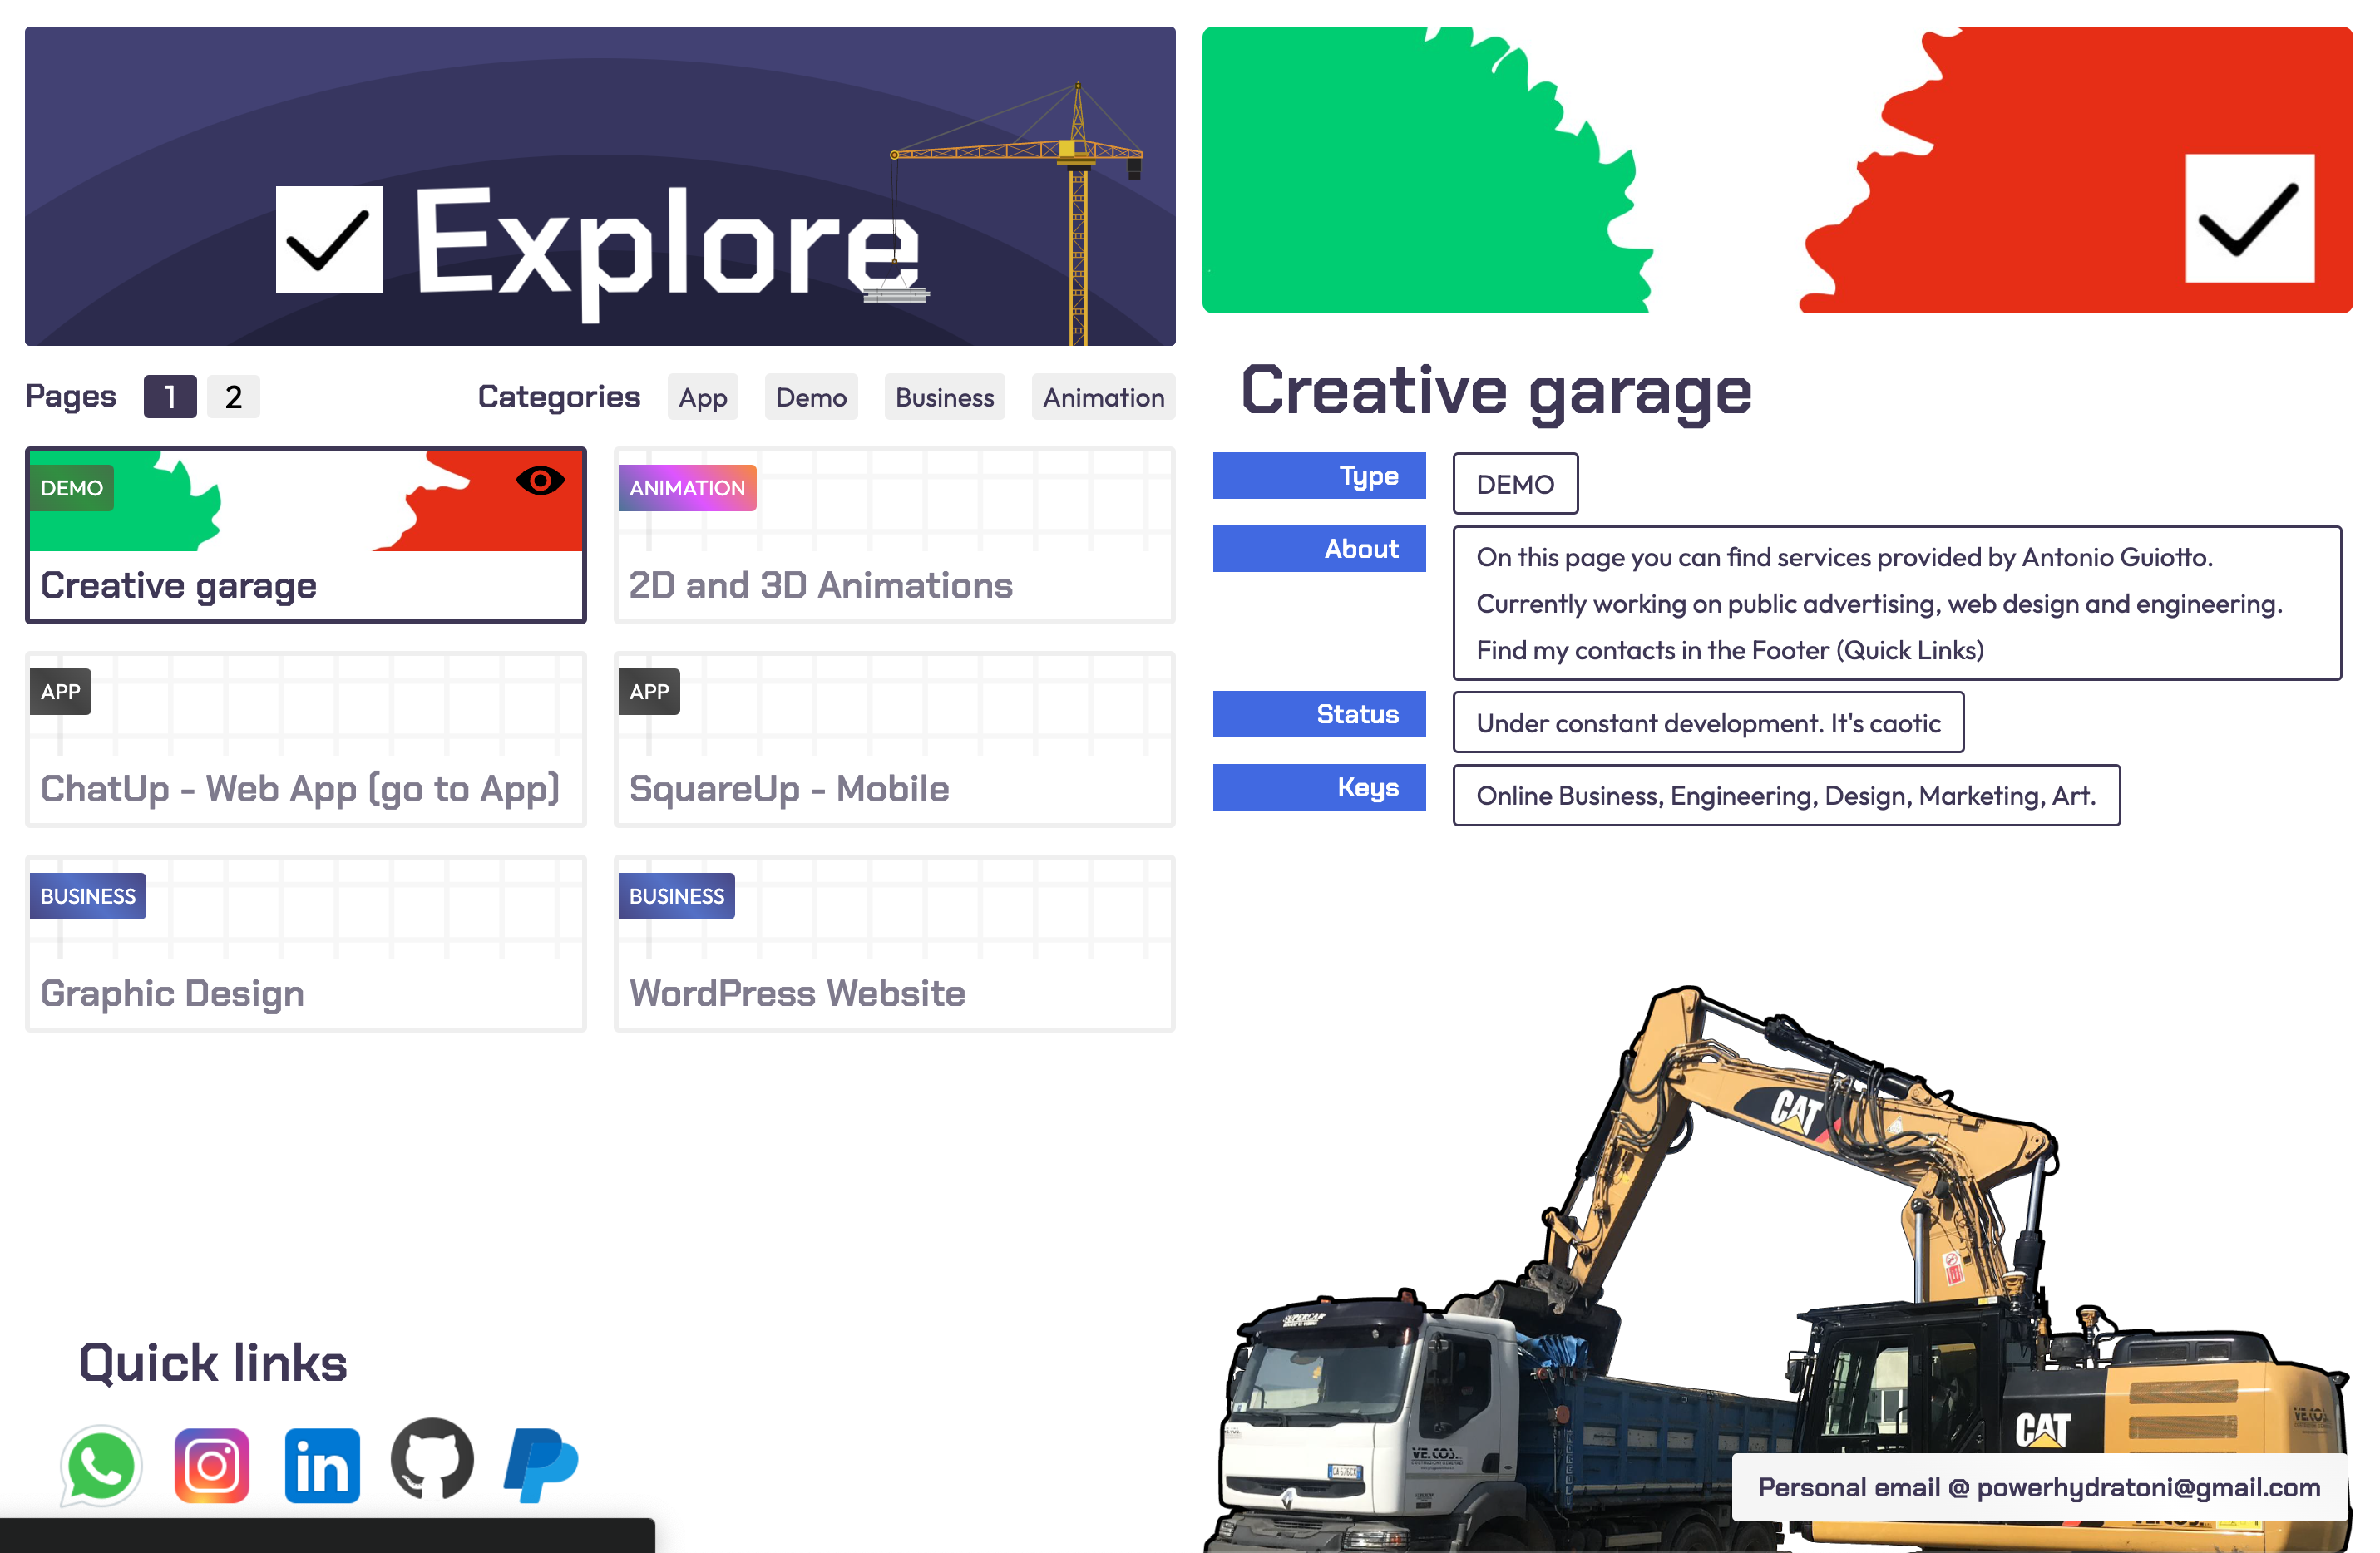 Explore
Pages 1 2
Categories App Demo Business Animation
DEMO
Creative garage
ANIMATION
2D and 3D Animations
APP
ChatUp - Web App (go to App)
APP
SquareUp - Mobile
BUSINESS
Graphic Design
BUSINESS
WordPress Website
Quick links
in
Creative garage
Type
DEMO
About
On this page you can find services provided by Antonio Guiotto.
Currently working on public advertising, web design and engineering.
Find my contacts in the Footer (Quick Links)
Status
Under constant development. It's caotic
Keys
Online Business, Engineering, Design, Marketing, Art.
CAT
SUPERCAR
VE.CO.S.
CAT
VE.CO.S.
Personal email @ powerhydratoni@gmail.com